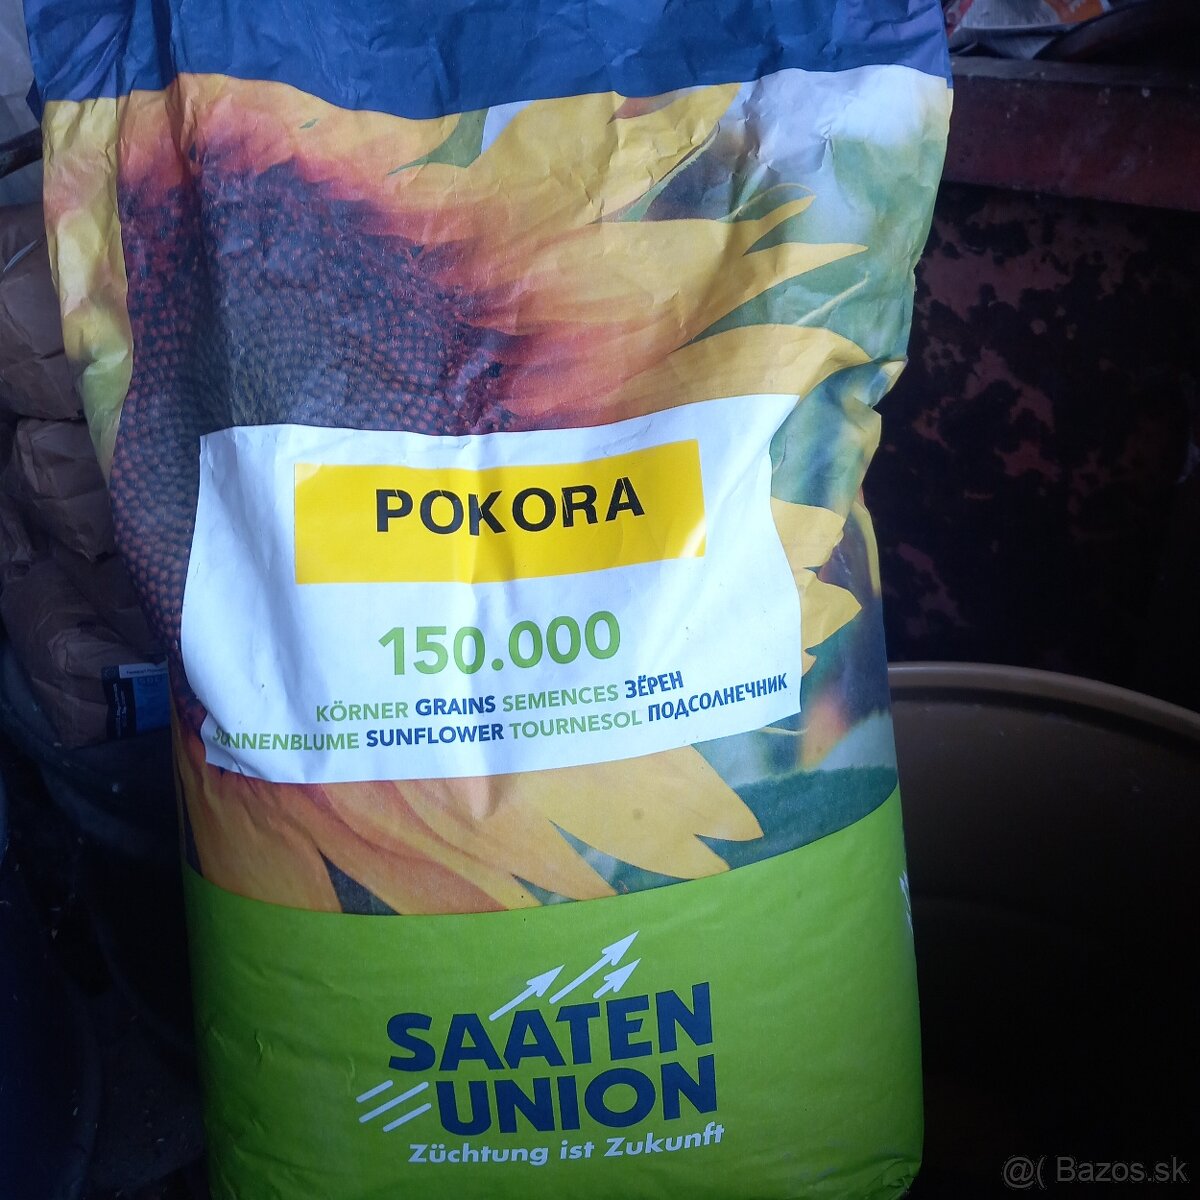 POKORA
150.000
KÖRNER GRAINS SEMENCES ЗЁРЕН
SONNENBLUME SUNFLOWER TOURNESOL ПОДСОЛНЕЧНИК
SAATEN
UNION
Züchtung ist Zukunft
@( Bazos.sk